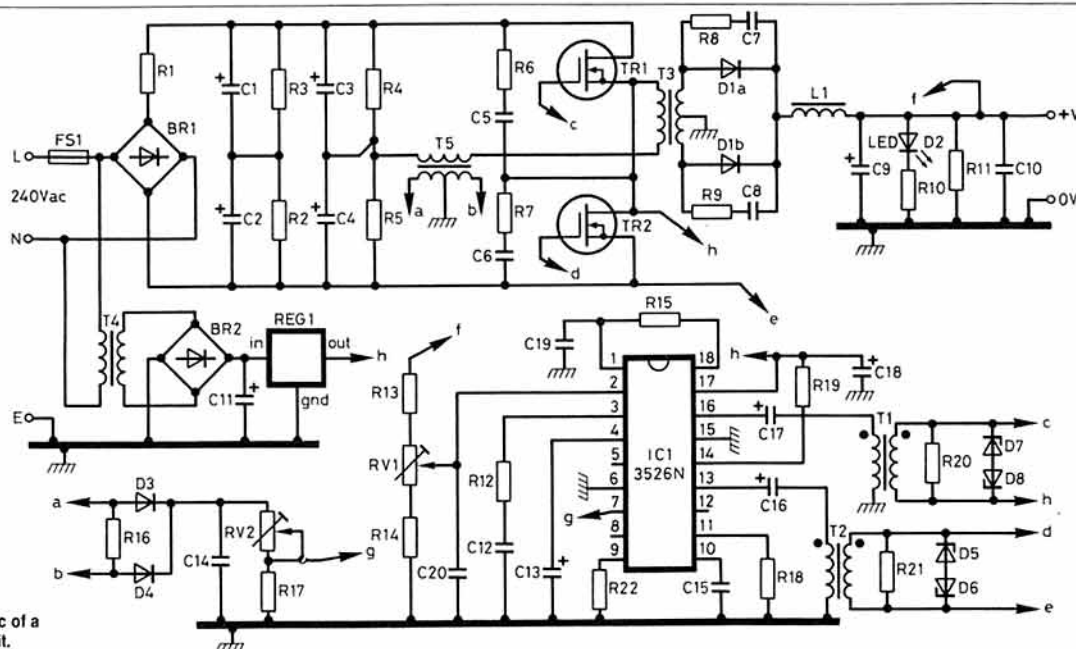 R1
C1
R3
C3
R4
R6
TR1
R8
C7
T3
D1a
L1
f
+V
FS1
BR1
L
c
C5
D1b
LED
D2
C9
R10
R11
C10
240Vac
T5
C2
R2
C4
R5
a
b
R7
TR2
R9
C8
0V
N
C6
d
h
e
T4
BR2
REG1
in
out
h
C11
gnd
E
f
R13
RV1
R14
C19
R15
1
2
3
4
5
6
7
8
9
18
17
16
15
14
13
12
11
10
IC1
3526N
h
R19
C18
C17
T1
R20
D7
D8
c
h
R12
g
C16
T2
R21
D5
D6
d
e
a
D3
R16
b
D4
C14
RV2
R17
g
C20
C12
C13
R22
C15
R18
ic of a
it.